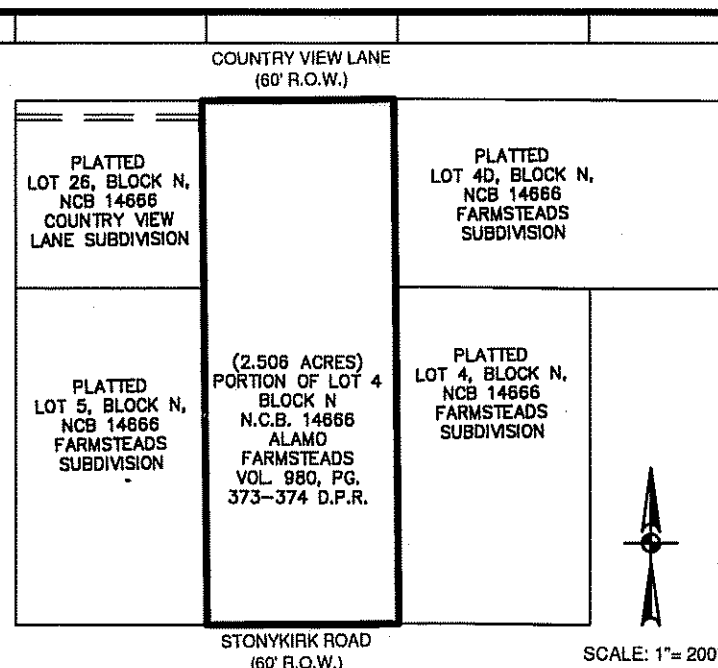 COUNTRY VIEW LANE
(60' R.O.W.)
PLATTED
LOT 26, BLOCK N,
NCB 14666
COUNTRY VIEW
LANE SUBDIVISION
PLATTED
LOT 4D, BLOCK N,
NCB 14666
FARMSTEADS
SUBDIVISION
PLATTED
LOT 5, BLOCK N,
NCB 14666
FARMSTEADS
SUBDIVISION
(2.506 ACRES)
PORTION OF LOT 4
BLOCK N
N.C.B. 14666
ALAMO
FARMSTEADS
VOL. 980, PG.
373-374 D.P.R.
PLATTED
LOT 4, BLOCK N,
NCB 14666
FARMSTEADS
SUBDIVISION
STONYKIRK ROAD
(60' R.O.W.)
SCALE: 1"= 200